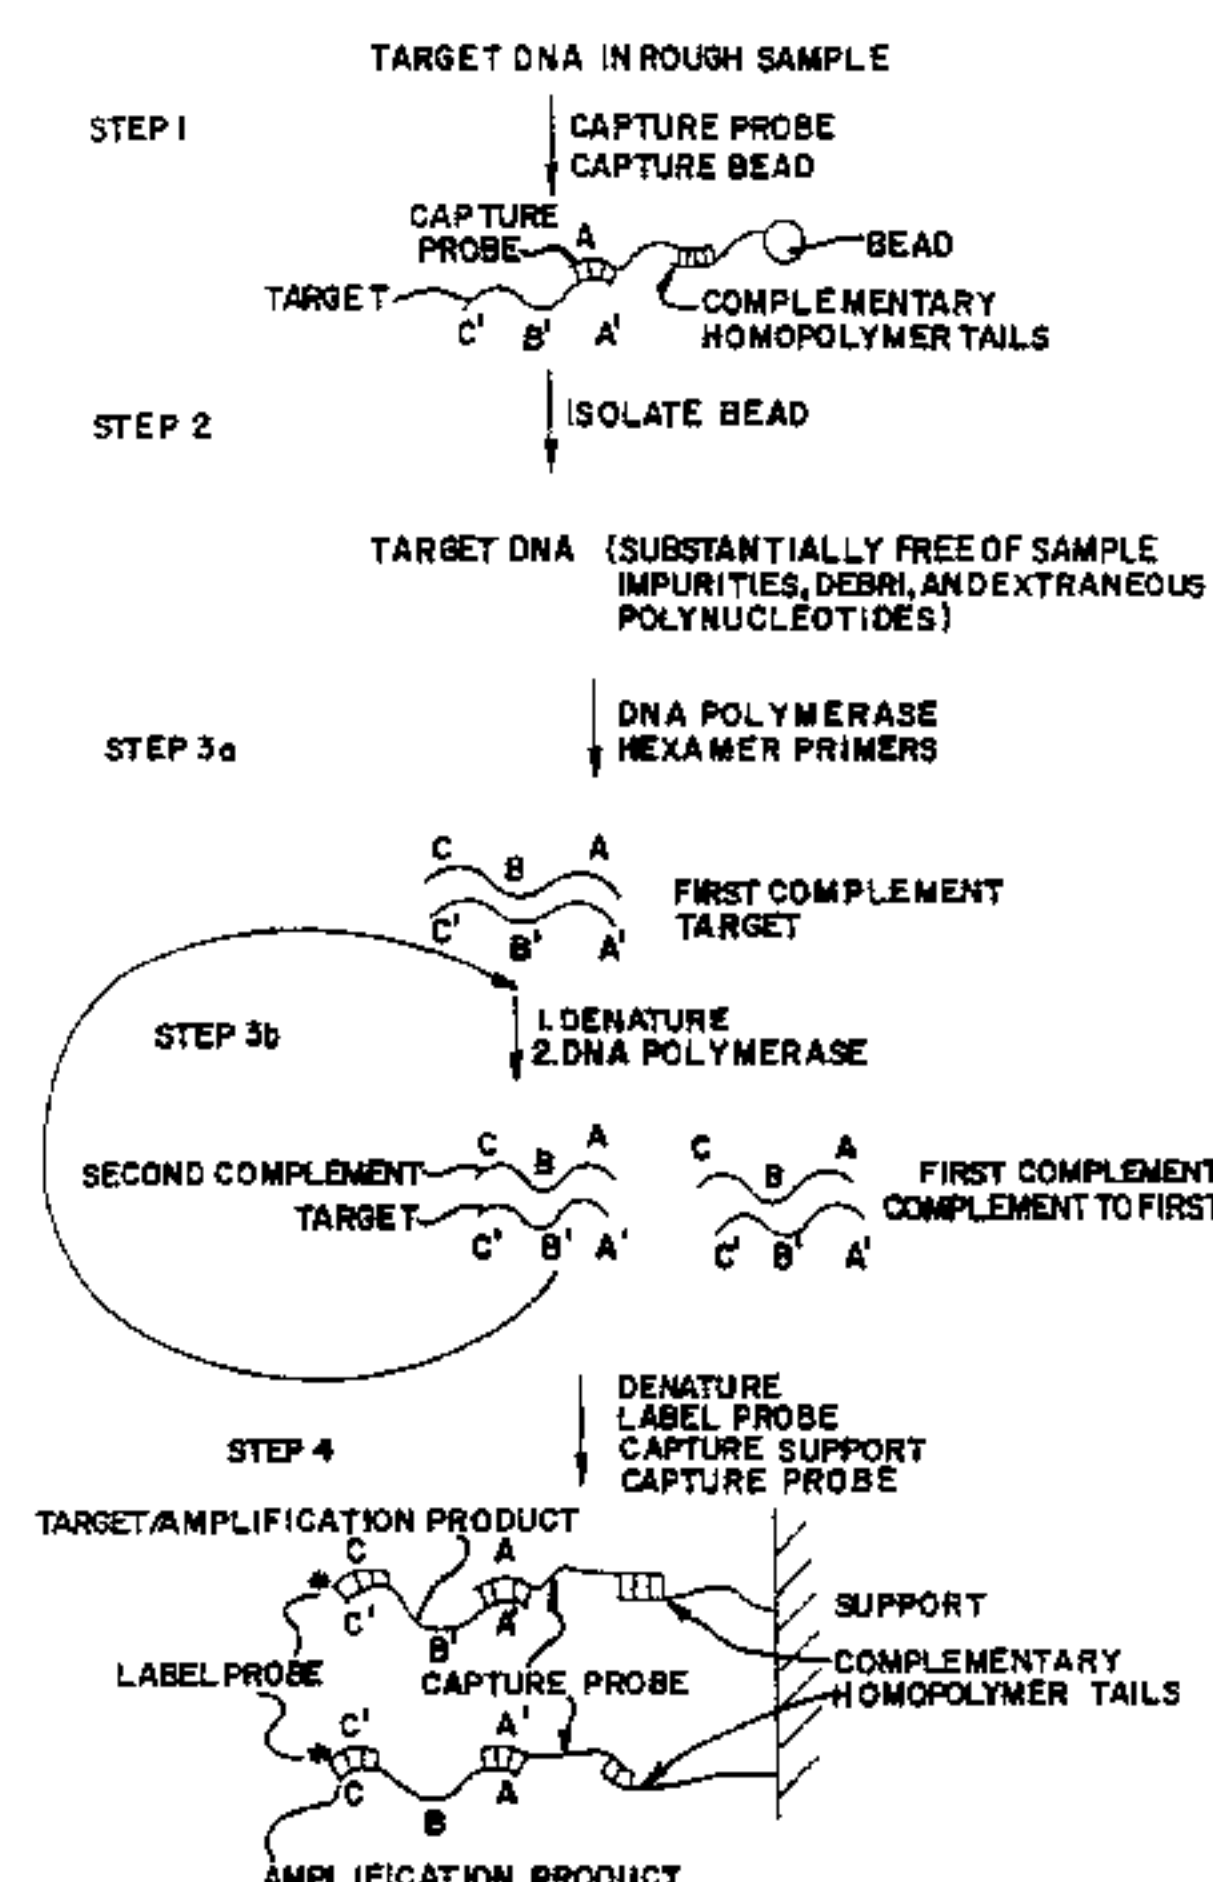 TARGET DNA IN ROUGH SAMPLE
STEP 1
CAPTURE PROBE
CAPTURE BEAD
CAPTURE
PROBE
A
BEAD
TARGET
COMPLEMENTARY
HOMOPOLYMER TAILS
C' B' A'
STEP 2
ISOLATE BEAD
TARGET DNA (SUBSTANTIALLY FREE OF SAMPLE
IMPURITIES, DEBRI, AND EXTRANEOUS
POLYNUCLEOTIDES)
STEP 3a
DNA POLYMERASE
HEXAMER PRIMERS
C B A
FIRST COMPLEMENT
TARGET
C' B' A'
STEP 3b
1. DENATURE
2. DNA POLYMERASE
C B A
C B A
SECOND COMPLEMENT
FIRST COMPLEMENT
TARGET
COMPLEMENT TO FIRST
C' B' A'
C' B' A'
STEP 4
DENATURE
LABEL PROBE
CAPTURE SUPPORT
CAPTURE PROBE
TARGET/AMPLIFICATION PRODUCT
C A
*
C' B' A'
SUPPORT
LABEL PROBE
CAPTURE PROBE
COMPLEMENTARY
HOMOPOLYMER TAILS
C' A'
*
C B A
AMPLIFICATION PRODUCT